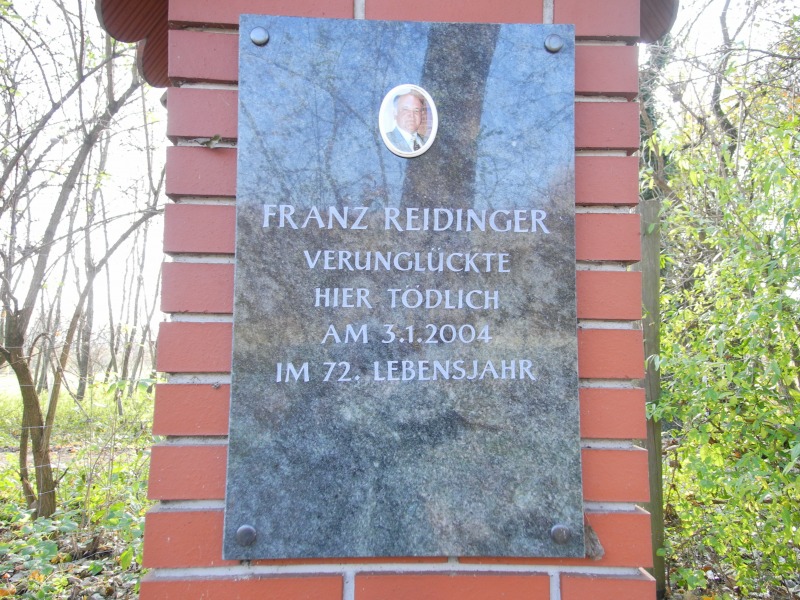 FRANZ REIDINGER
VERUNGLÜCKTE
HIER TÖDLICH
AM 3.1.2004
IM 72. LEBENSJAHR